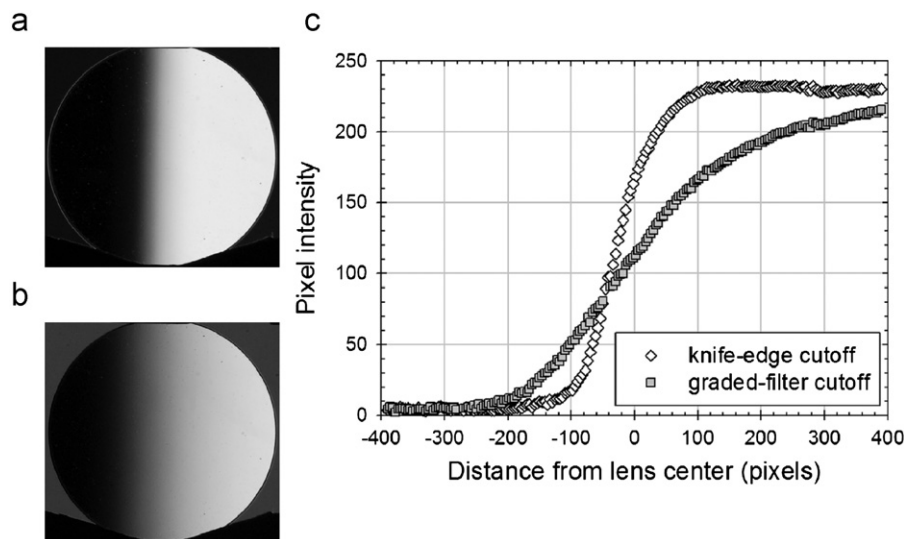 a
b
c
250
200
150
100
50
0
-400
-300
-200
-100
0
100
200
300
400
Pixel intensity
Distance from lens center (pixels)
knife-edge cutoff
graded-filter cutoff